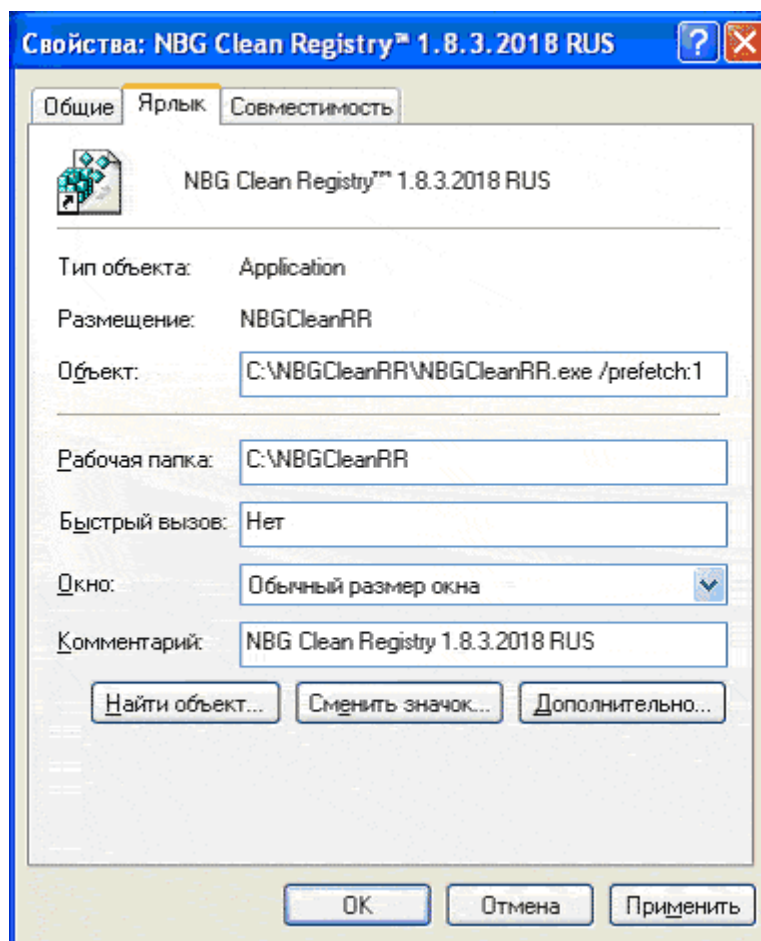 Свойства: NBG Clean Registry™ 1.8.3.2018 RUS
Общие Ярлык Совместимость
NBG Clean Registry™ 1.8.3.2018 RUS
Тип объекта: Application
Размещение: NBGCleanRR
Объект: C:\NBGCleanRR\NBGCleanRR.exe /prefetch:1
Рабочая папка: C:\NBGCleanRR
Быстрый вызов: Нет
Окно: Обычный размер окна
Комментарий: NBG Clean Registry 1.8.3.2018 RUS
Найти объект... Сменить значок... Дополнительно...
OK Отмена Применить